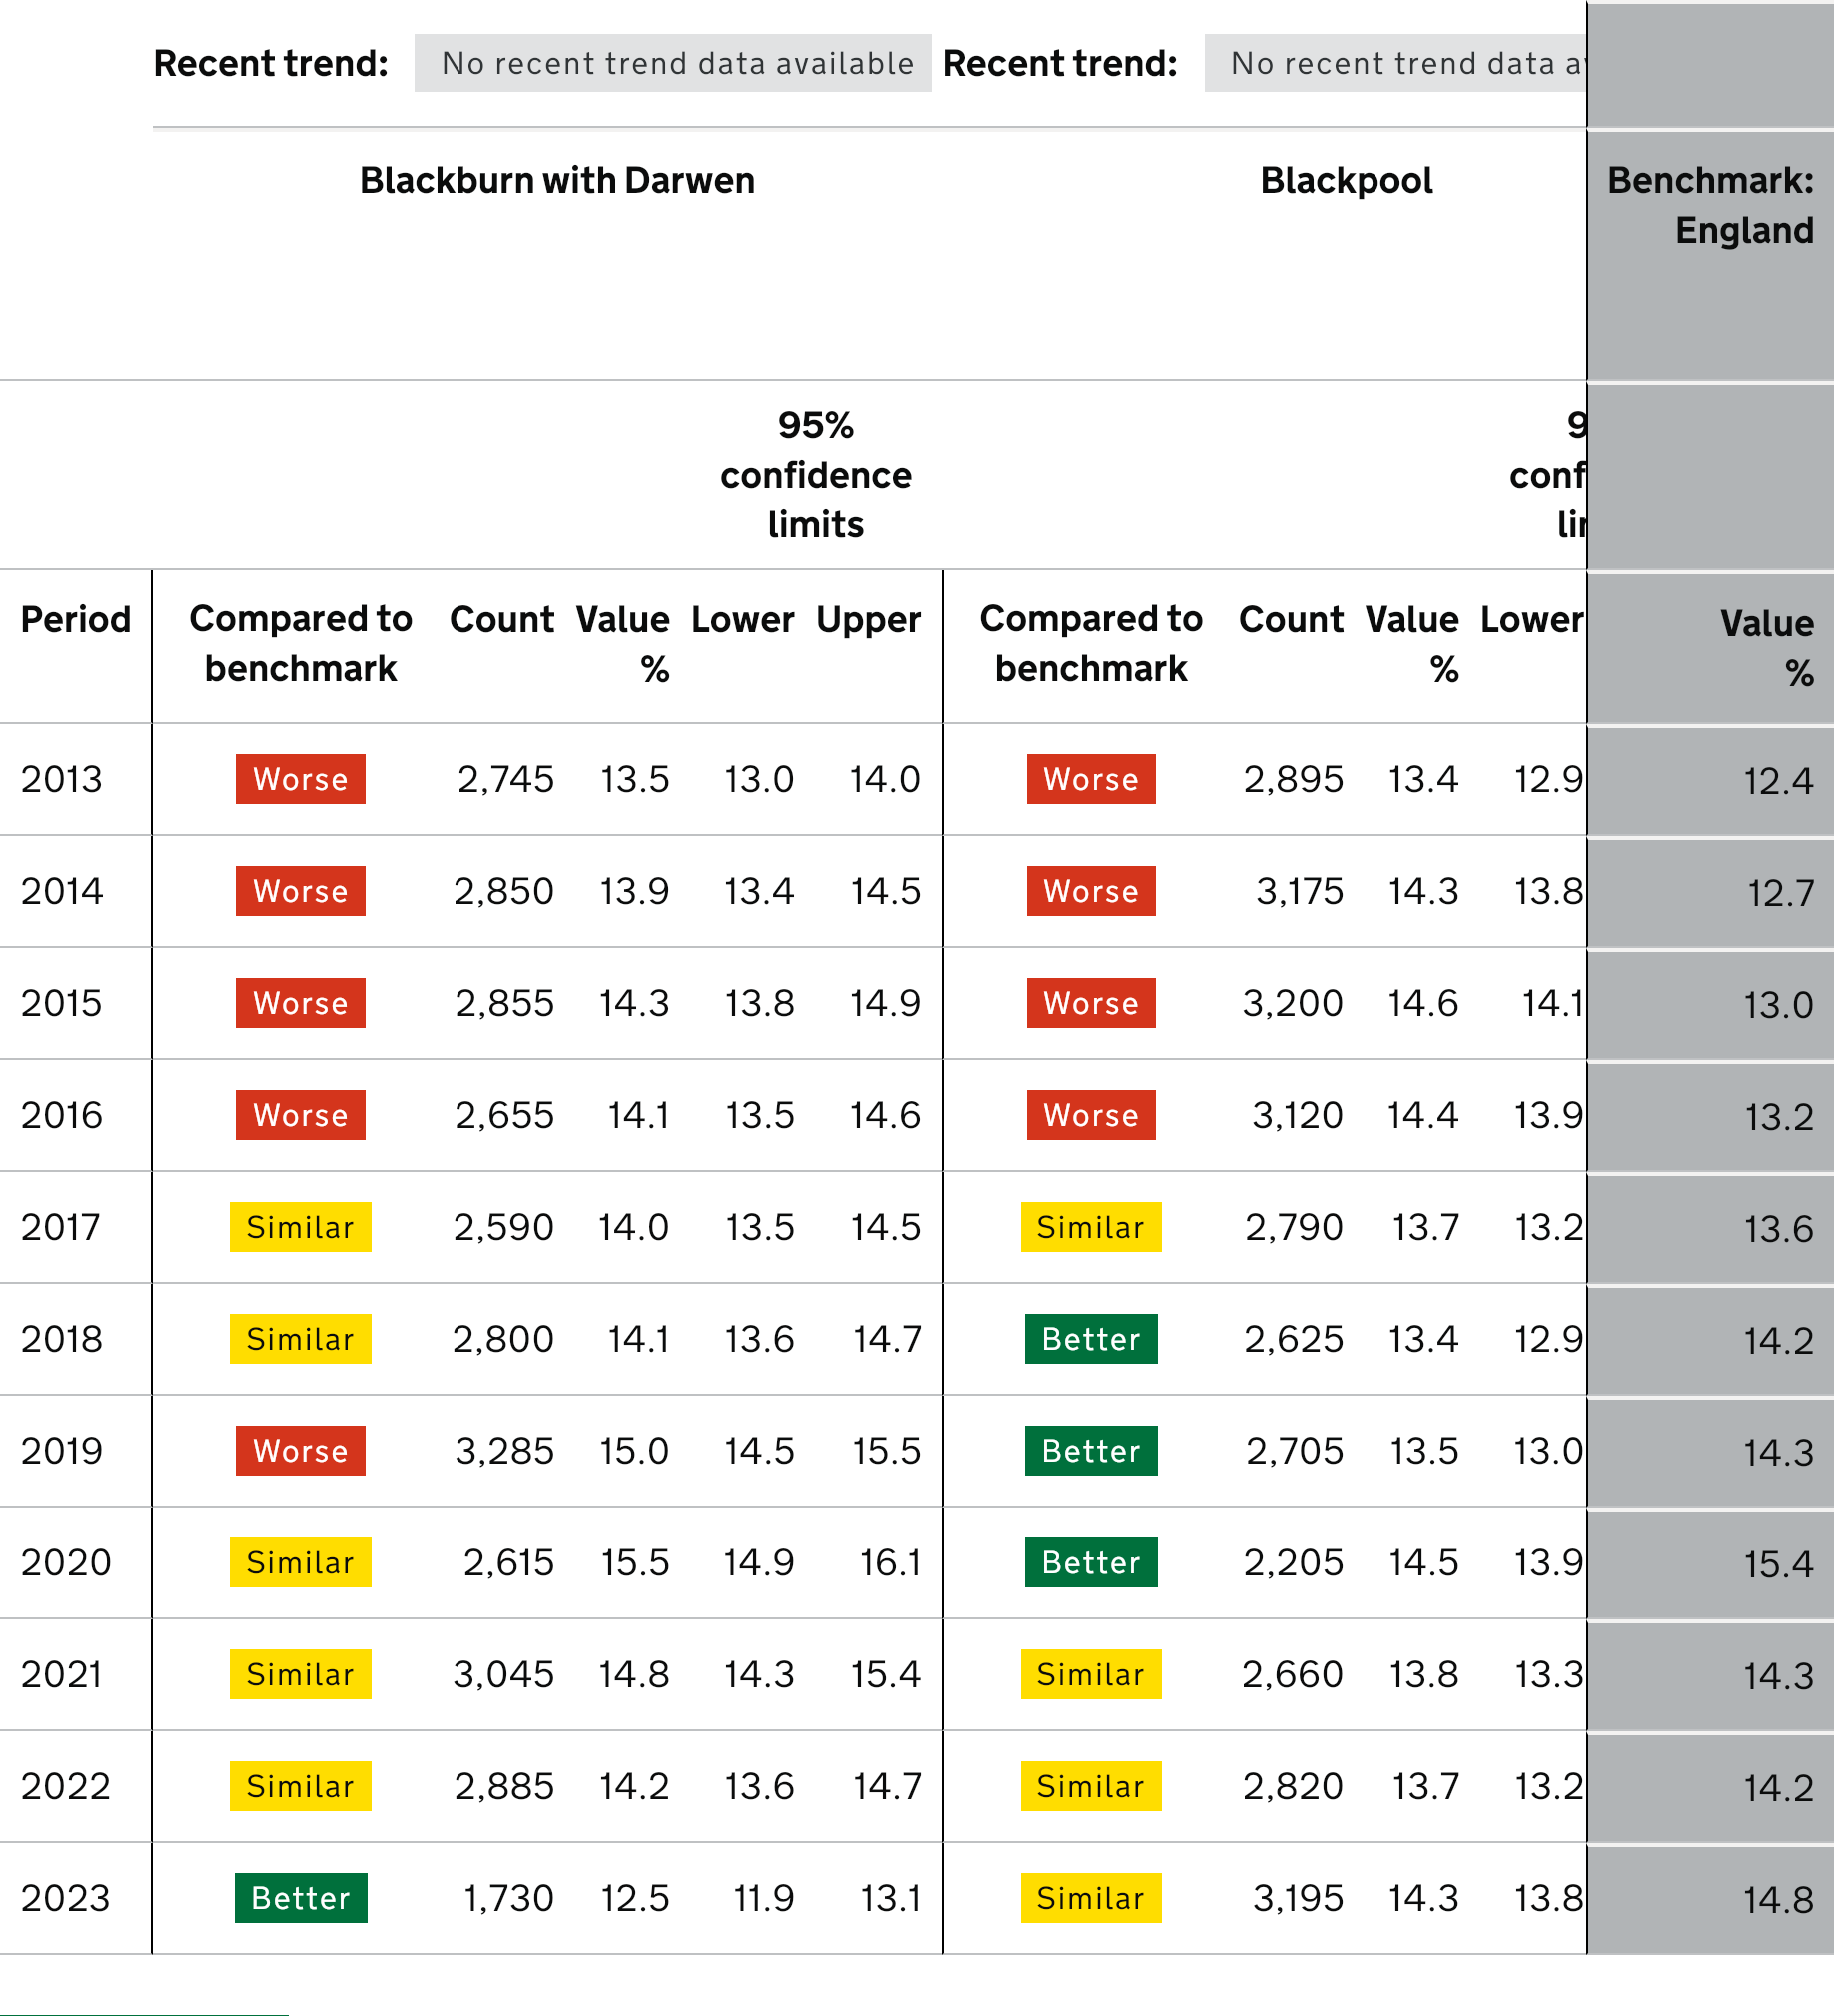 Recent trend: No recent trend data available Recent trend: No recent trend data a
Blackburn with Darwen Blackpool Benchmark:
England
95% 9
confidence conf
limits lin
Period Compared to Count Value Lower Upper Compared to Count Value Lower Value
benchmark % benchmark % %
2013 Worse 2,745 13.5 13.0 14.0 Worse 2,895 13.4 12.9 12.4
2014 Worse 2,850 13.9 13.4 14.5 Worse 3,175 14.3 13.8 12.7
2015 Worse 2,855 14.3 13.8 14.9 Worse 3,200 14.6 14.1 13.0
2016 Worse 2,655 14.1 13.5 14.6 Worse 3,120 14.4 13.9 13.2
2017 Similar 2,590 14.0 13.5 14.5 Similar 2,790 13.7 13.2 13.6
2018 Similar 2,800 14.1 13.6 14.7 Better 2,625 13.4 12.9 14.2
2019 Worse 3,285 15.0 14.5 15.5 Better 2,705 13.5 13.0 14.3
2020 Similar 2,615 15.5 14.9 16.1 Better 2,205 14.5 13.9 15.4
2021 Similar 3,045 14.8 14.3 15.4 Similar 2,660 13.8 13.3 14.3
2022 Similar 2,885 14.2 13.6 14.7 Similar 2,820 13.7 13.2 14.2
2023 Better 1,730 12.5 11.9 13.1 Similar 3,195 14.3 13.8 14.8